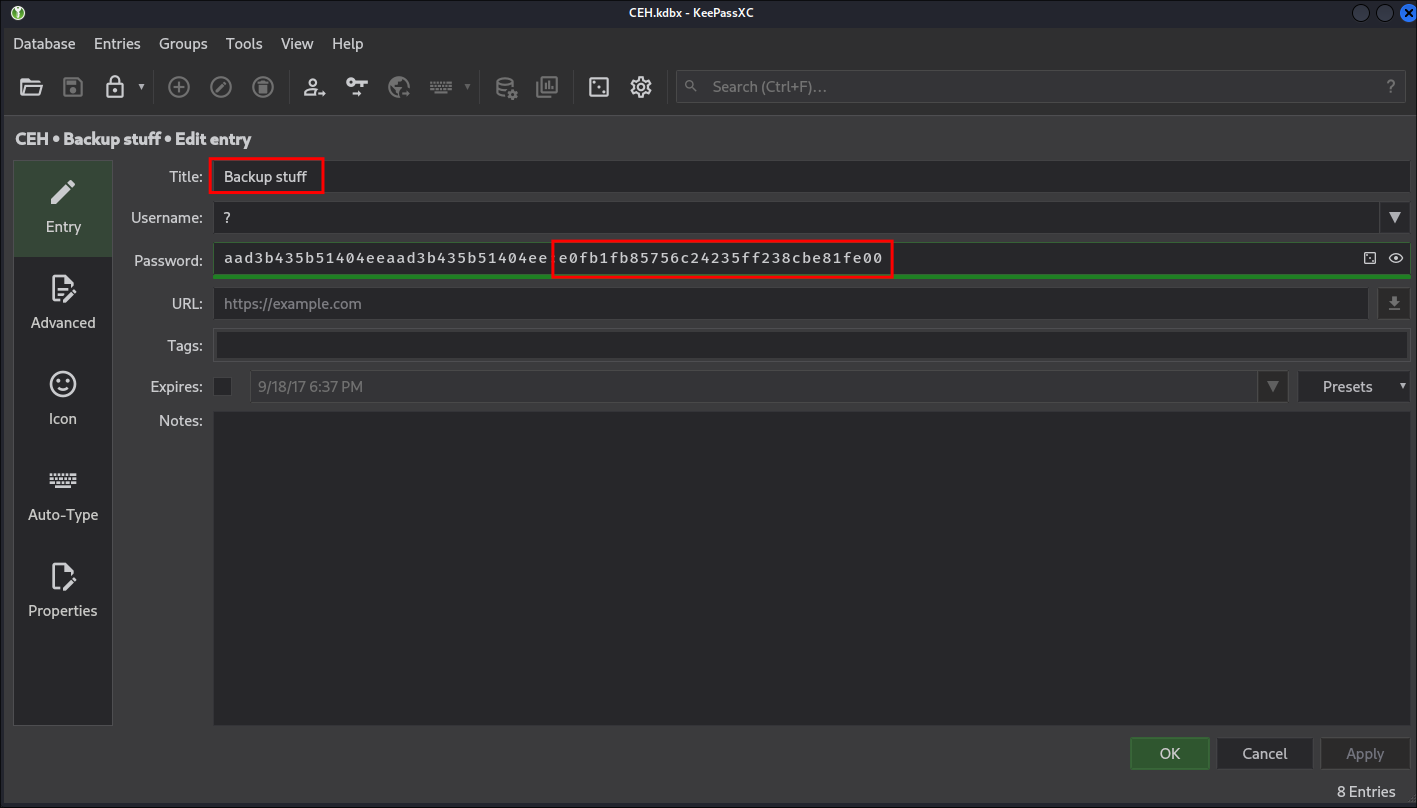 CEH.kdbx - KeePassXC
Database Entries Groups Tools View Help
Search (Ctrl+F)... ?
CEH • Backup stuff • Edit entry
Title: Backup stuff
Entry
Username: ?
Password: aad3b435b51404eeaad3b435b51404ee:e0fb1fb85756c24235ff238cbe81fe00
Advanced
URL: https://example.com
Tags:
Icon
Expires: 9/18/17 6:37 PM Presets
Notes:
Auto-Type
Properties
OK Cancel Apply
8 Entries